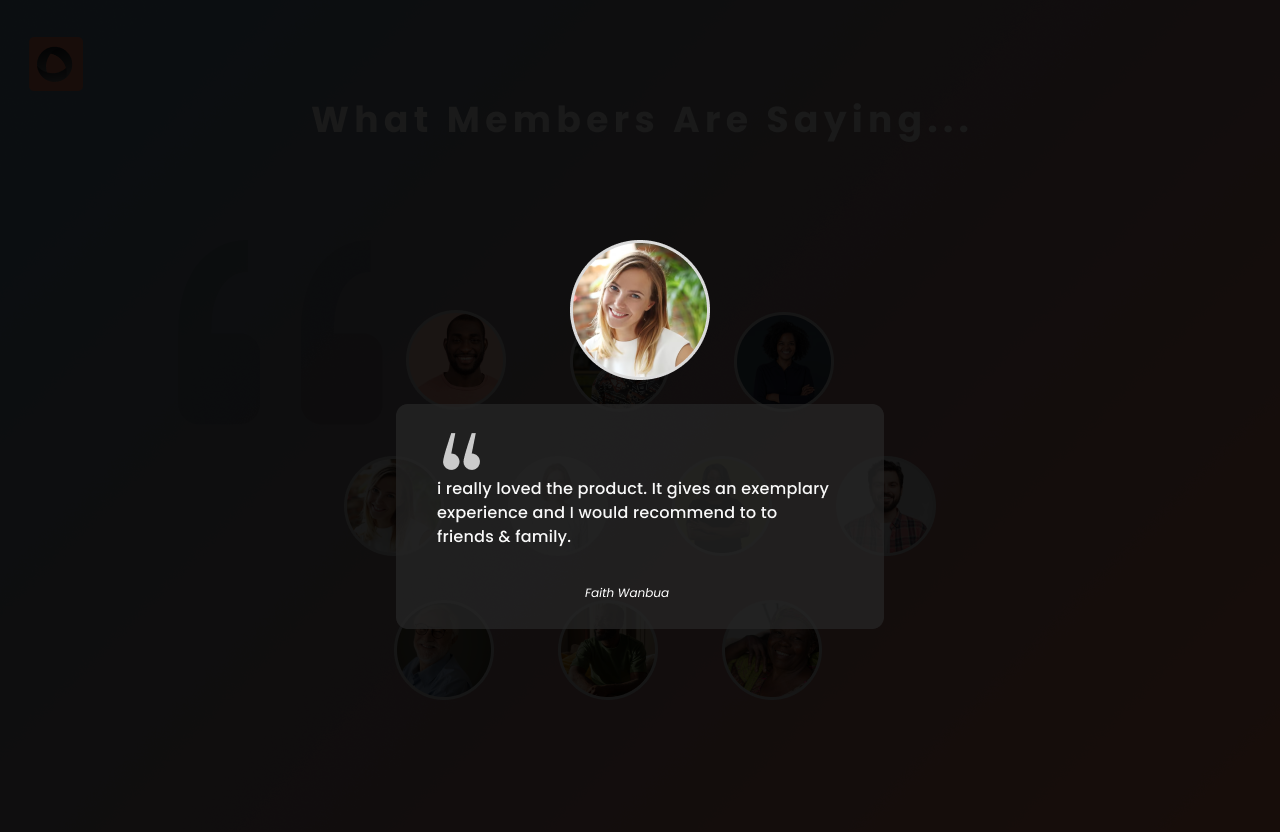 What Members Are Saying...
“
i really loved the product. It gives an exemplary
experience and I would recommend to to
friends & family.
Faith Wanbua